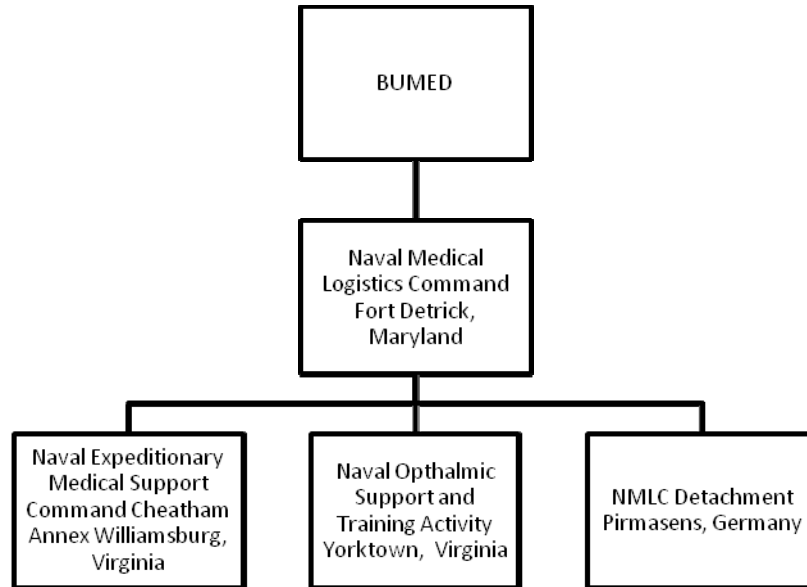 BUMED
Naval Medical
Logistics Command
Fort Detrick,
Maryland
Naval Expeditionary
Medical Support
Command Cheatham
Annex Williamsburg,
Virginia
Naval Opthalmic
Support and
Training Activity
Yorktown, Virginia
NMLC Detachment
Pirmasens, Germany